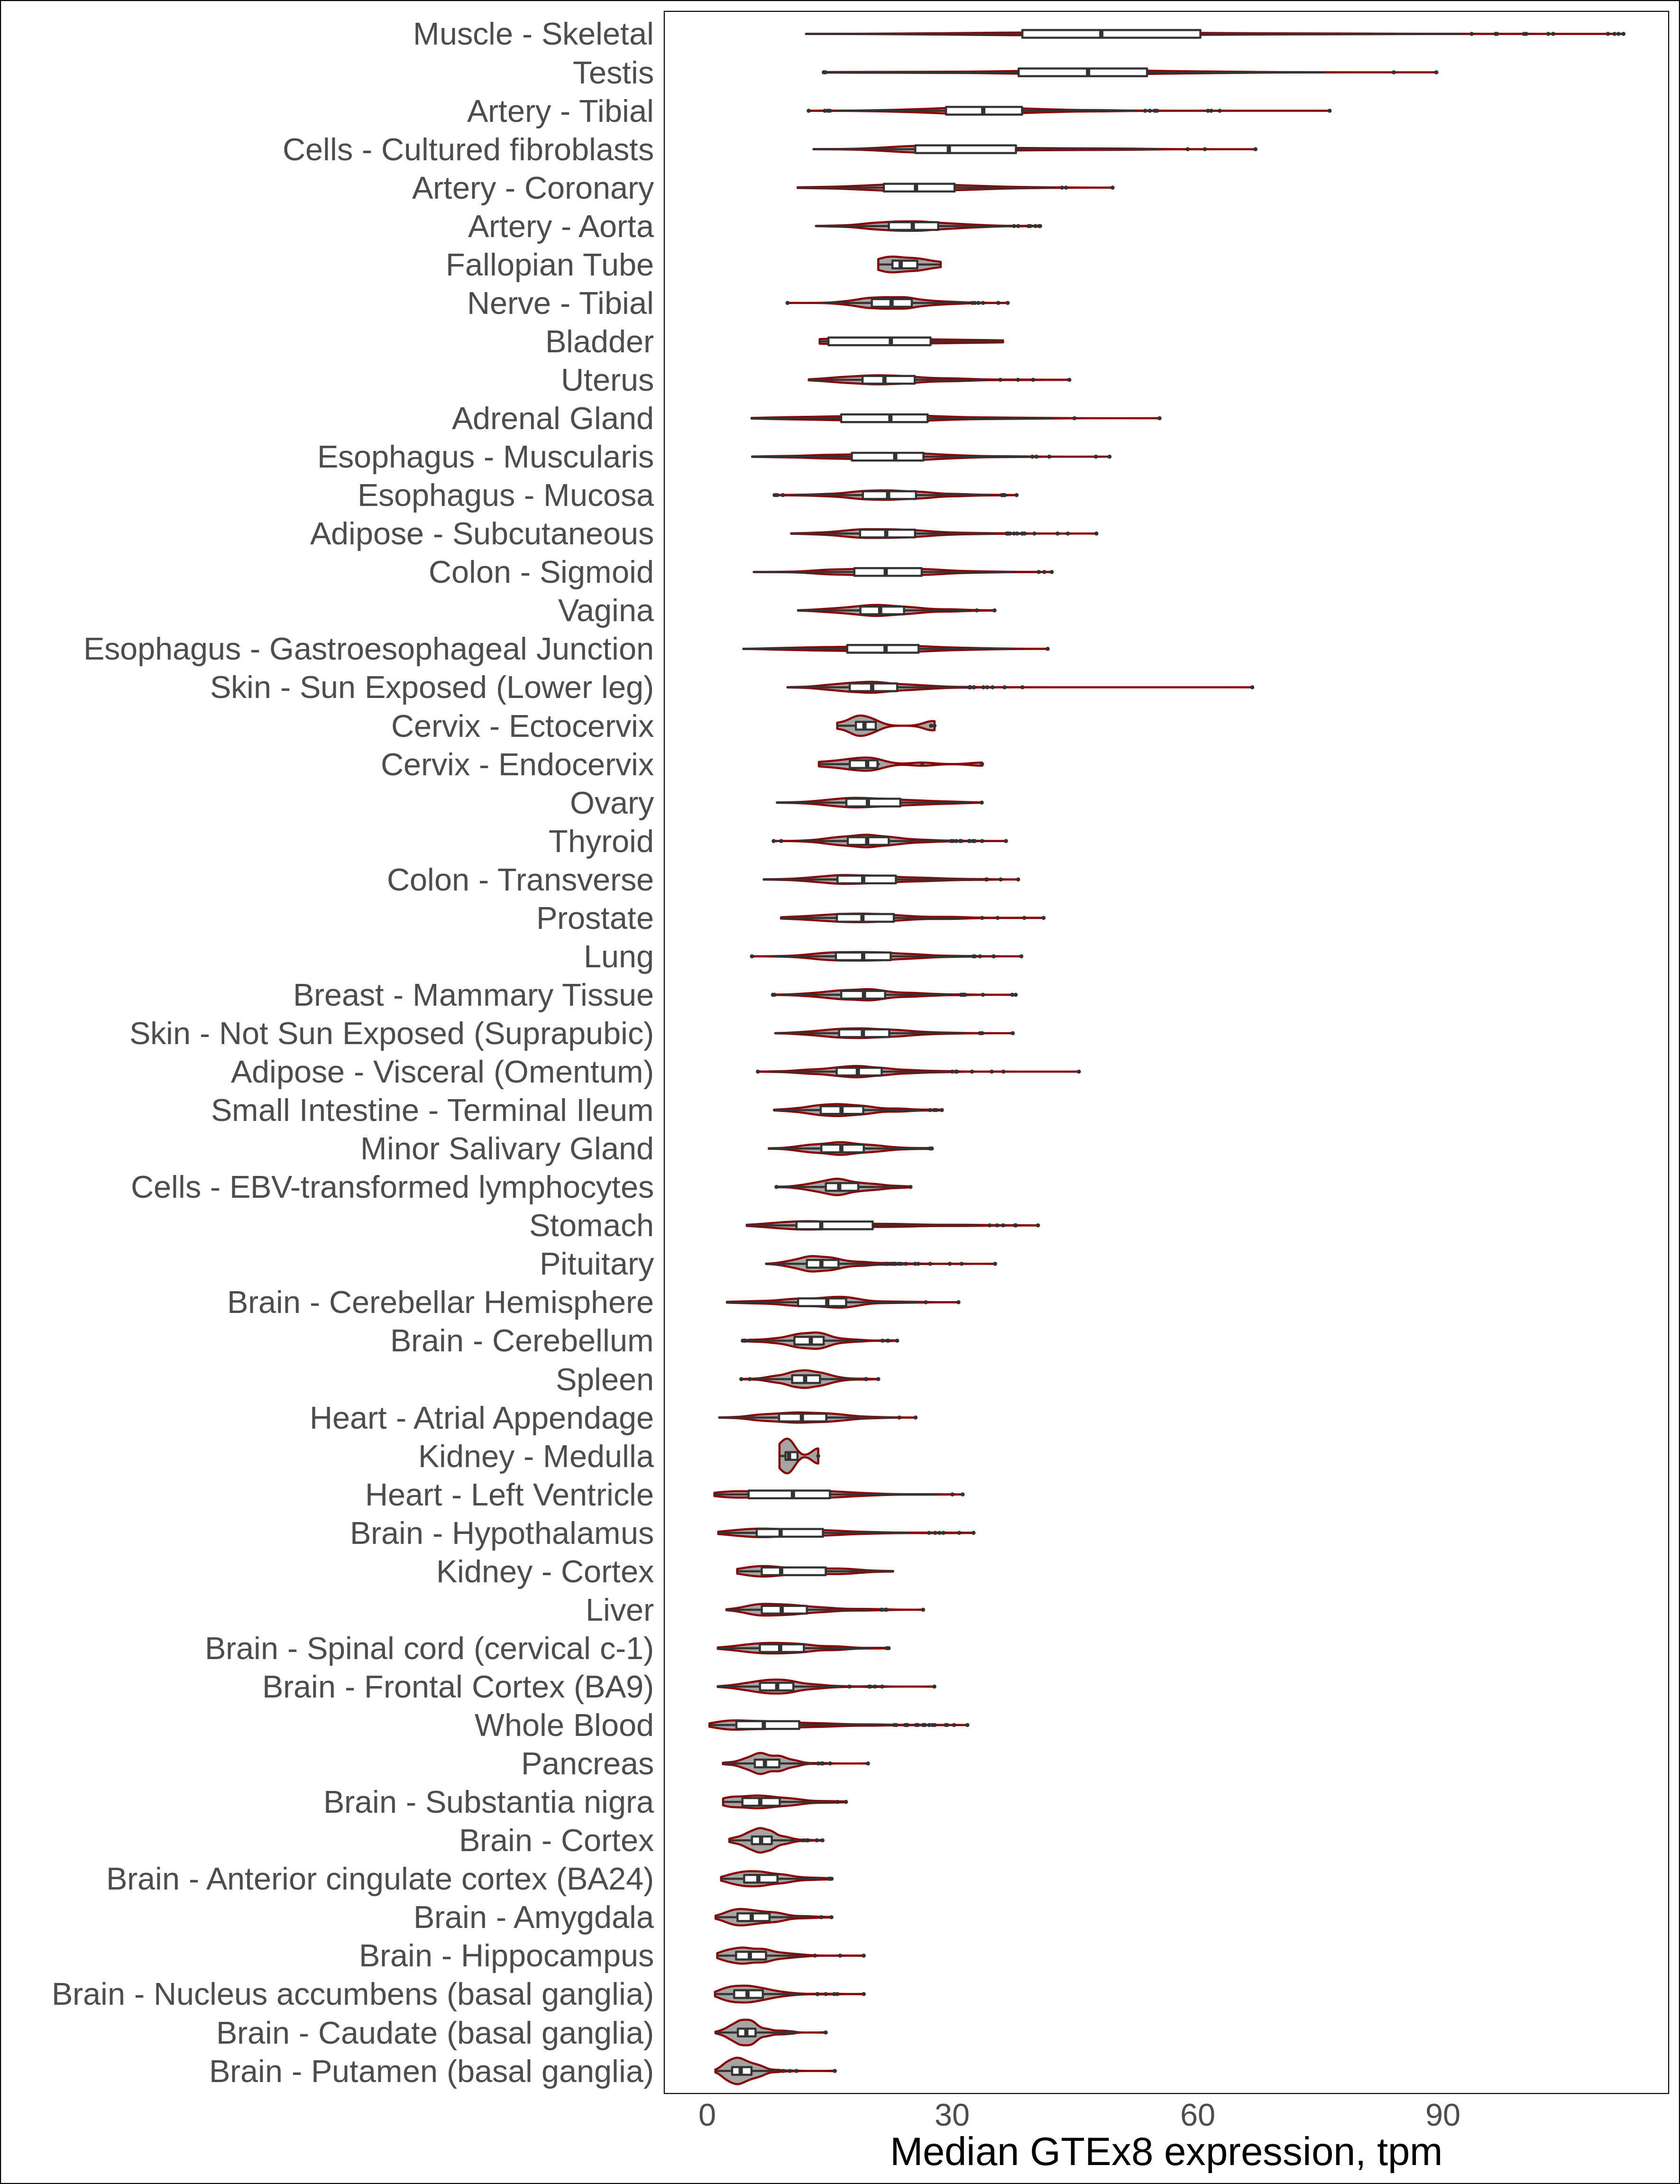 Muscle - Skeletal
Testis
Artery - Tibial
Cells - Cultured fibroblasts
Artery - Coronary
Artery - Aorta
Fallopian Tube
Nerve - Tibial
Bladder
Uterus
Adrenal Gland
Esophagus - Muscularis
Esophagus - Mucosa
Adipose - Subcutaneous
Colon - Sigmoid
Vagina
Esophagus - Gastroesophageal Junction
Skin - Sun Exposed (Lower leg)
Cervix - Ectocervix
Cervix - Endocervix
Ovary
Thyroid
Colon - Transverse
Prostate
Lung
Breast - Mammary Tissue
Skin - Not Sun Exposed (Suprapubic)
Adipose - Visceral (Omentum)
Small Intestine - Terminal Ileum
Minor Salivary Gland
Cells - EBV-transformed lymphocytes
Stomach
Pituitary
Brain - Cerebellar Hemisphere
Brain - Cerebellum
Spleen
Heart - Atrial Appendage
Kidney - Medulla
Heart - Left Ventricle
Brain - Hypothalamus
Kidney - Cortex
Liver
Brain - Spinal cord (cervical c-1)
Brain - Frontal Cortex (BA9)
Whole Blood
Pancreas
Brain - Substantia nigra
Brain - Cortex
Brain - Anterior cingulate cortex (BA24)
Brain - Amygdala
Brain - Hippocampus
Brain - Nucleus accumbens (basal ganglia)
Brain - Caudate (basal ganglia)
Brain - Putamen (basal ganglia)
0 30 60 90
Median GTEx8 expression, tpm